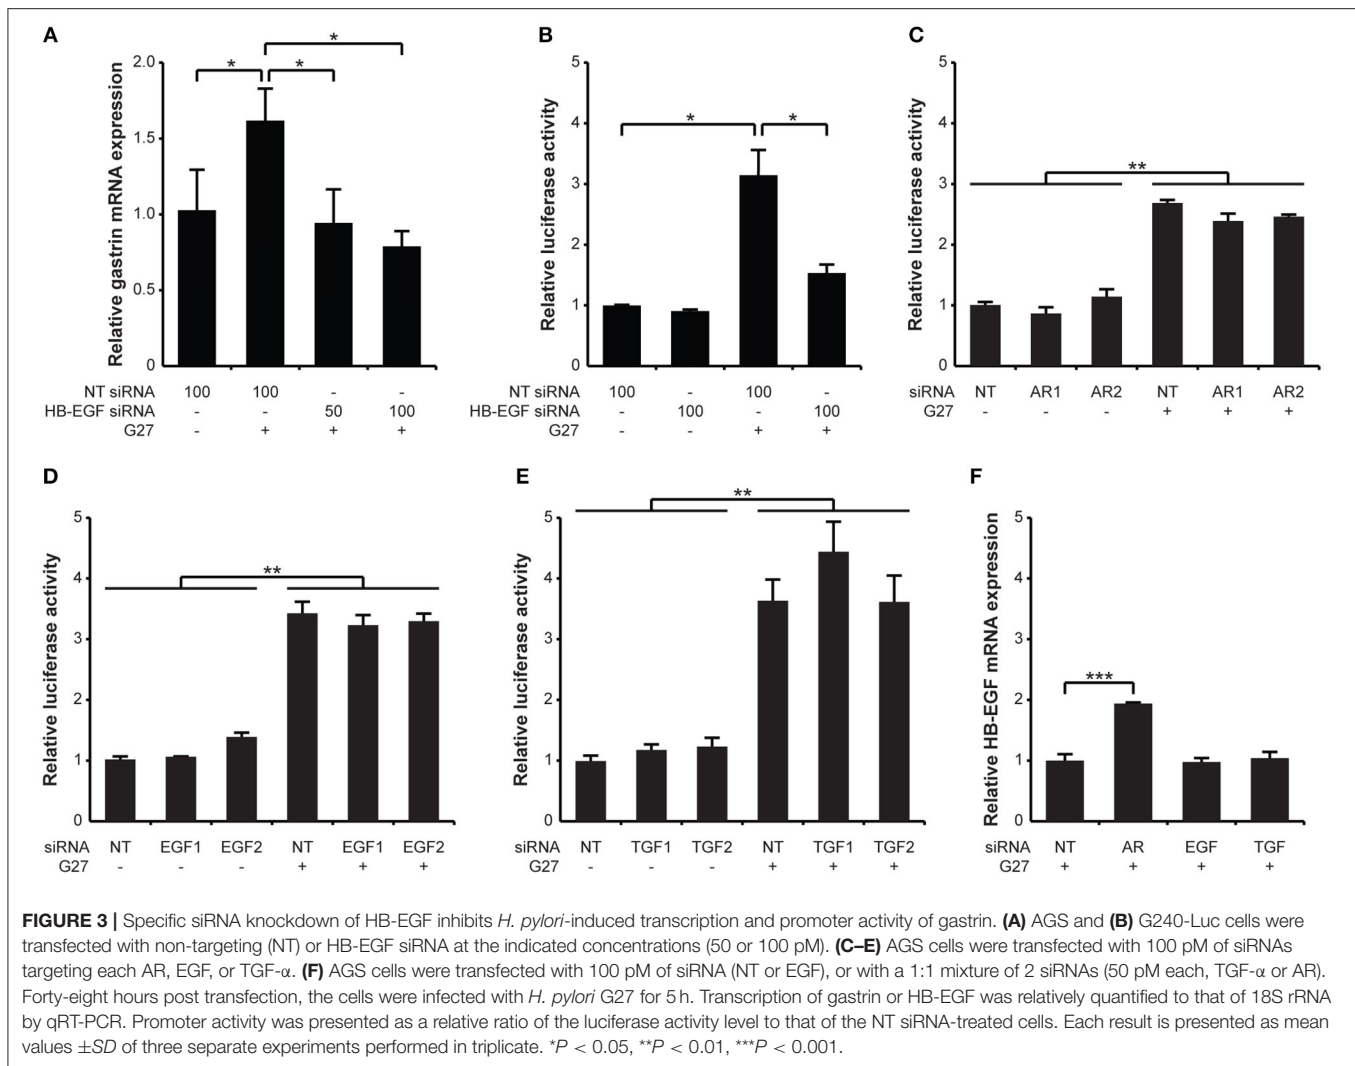 A
Relative gastrin mRNA expression
2.0
1.5
1.0
0.5
0
* * *
NT siRNA 100 100 - -
HB-EGF siRNA - - 50 100
G27 - + + +
B
Relative luciferase activity
5
4
3
2
1
0
* *
NT siRNA 100 - 100 -
HB-EGF siRNA - 100 - 100
G27 - - + +
C
Relative luciferase activity
5
4
3
2
1
0
**
siRNA NT AR1 AR2 NT AR1 AR2
G27 - - - + + +
D
Relative luciferase activity
5
4
3
2
1
0
**
siRNA NT EGF1 EGF2 NT EGF1 EGF2
G27 - - - + + +
E
Relative luciferase activity
5
4
3
2
1
0
**
siRNA NT TGF1 TGF2 NT TGF1 TGF2
G27 - - - + + +
F
Relative HB-EGF mRNA expression
5
4
3
2
1
0
***
siRNA NT AR EGF TGF
G27 + + + +
FIGURE 3 | Specific siRNA knockdown of HB-EGF inhibits H. pylori-induced transcription and promoter activity of gastrin. (A) AGS and (B) G240-Luc cells were
transfected with non-targeting (NT) or HB-EGF siRNA at the indicated concentrations (50 or 100 pM). (C–E) AGS cells were transfected with 100 pM of siRNAs
targeting each AR, EGF, or TGF-α. (F) AGS cells were transfected with 100 pM of siRNA (NT or EGF), or with a 1:1 mixture of 2 siRNAs (50 pM each, TGF-α or AR).
Forty-eight hours post transfection, the cells were infected with H. pylori G27 for 5 h. Transcription of gastrin or HB-EGF was relatively quantified to that of 18S rRNA
by qRT-PCR. Promoter activity was presented as a relative ratio of the luciferase activity level to that of the NT siRNA-treated cells. Each result is presented as mean
values ±SD of three separate experiments performed in triplicate. *P < 0.05, **P < 0.01, ***P < 0.001.